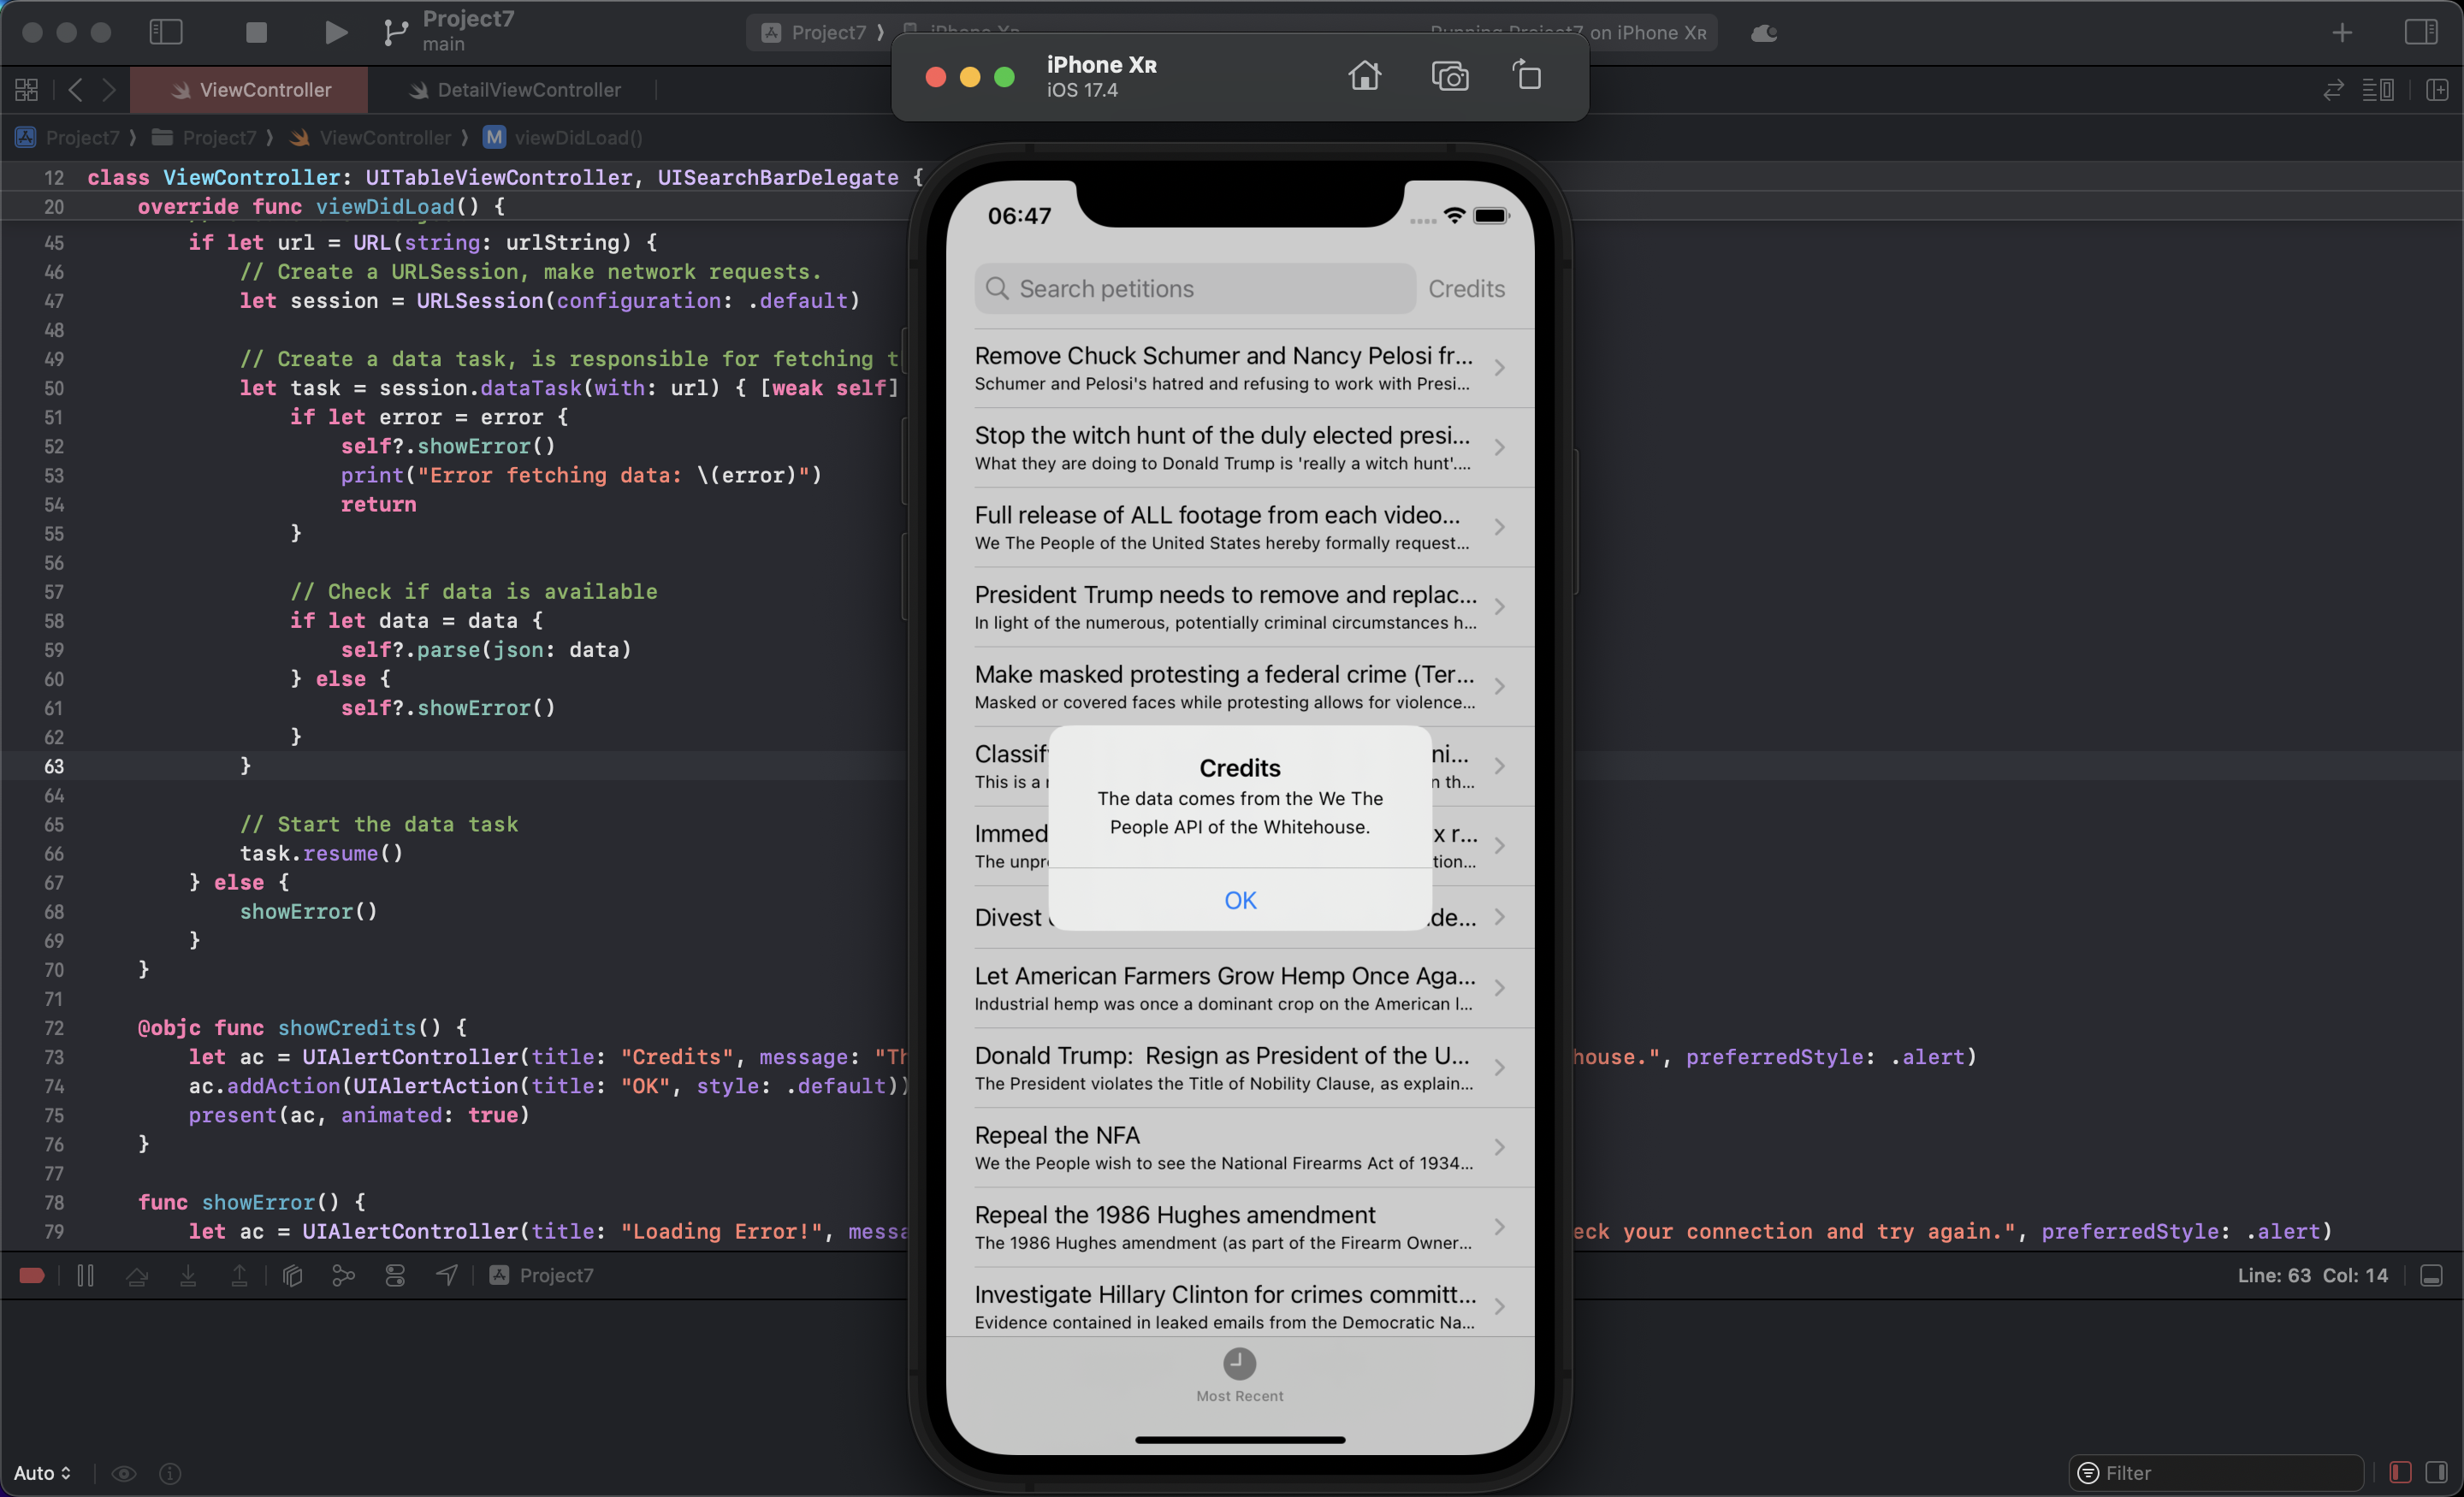 Project7
main
Project7 ⟩
on iPhone XR
ViewController
DetailViewController
Project7 ⟩ Project7 ⟩ ViewController ⟩ M viewDidLoad()
12 class ViewController: UITableViewController, UISearchBarDelegate {
20 override func viewDidLoad() {
45 if let url = URL(string: urlString) {
46 // Create a URLSession, make network requests.
47 let session = URLSession(configuration: .default)
48
49 // Create a data task, is responsible for fetching t
50 let task = session.dataTask(with: url) { [weak self]
51 if let error = error {
52 self?.showError()
53 print("Error fetching data: \(error)")
54 return
55 }
56
57 // Check if data is available
58 if let data = data {
59 self?.parse(json: data)
60 } else {
61 self?.showError()
62 }
63 }
64
65 // Start the data task
66 task.resume()
67 } else {
68 showError()
69 }
70 }
71
72 @objc func showCredits() {
73 let ac = UIAlertController(title: "Credits", message: "Th
house.", preferredStyle: .alert)
74 ac.addAction(UIAlertAction(title: "OK", style: .default))
75 present(ac, animated: true)
76 }
77
78 func showError() {
79 let ac = UIAlertController(title: "Loading Error!", messa
eck your connection and try again.", preferredStyle: .alert)
Project7
Line: 63 Col: 14
Auto
Filter
iPhone XR
iOS 17.4
06:47
Search petitions
Credits
Remove Chuck Schumer and Nancy Pelosi fr...
Schumer and Pelosi's hatred and refusing to work with Presi...
Stop the witch hunt of the duly elected presi...
What they are doing to Donald Trump is 'really a witch hunt'....
Full release of ALL footage from each video...
We The People of the United States hereby formally request...
President Trump needs to remove and replac...
In light of the numerous, potentially criminal circumstances h...
Make masked protesting a federal crime (Ter...
Masked or covered faces while protesting allows for violence...
Classif ni...
This is a n th...
Immed x r...
The unpr tion...
Divest de...
Credits
The data comes from the We The
People API of the Whitehouse.
OK
Let American Farmers Grow Hemp Once Aga...
Industrial hemp was once a dominant crop on the American l...
Donald Trump: Resign as President of the U...
The President violates the Title of Nobility Clause, as explain...
Repeal the NFA
We the People wish to see the National Firearms Act of 1934...
Repeal the 1986 Hughes amendment
The 1986 Hughes amendment (as part of the Firearm Owner...
Investigate Hillary Clinton for crimes committ...
Evidence contained in leaked emails from the Democratic Na...
Most Recent